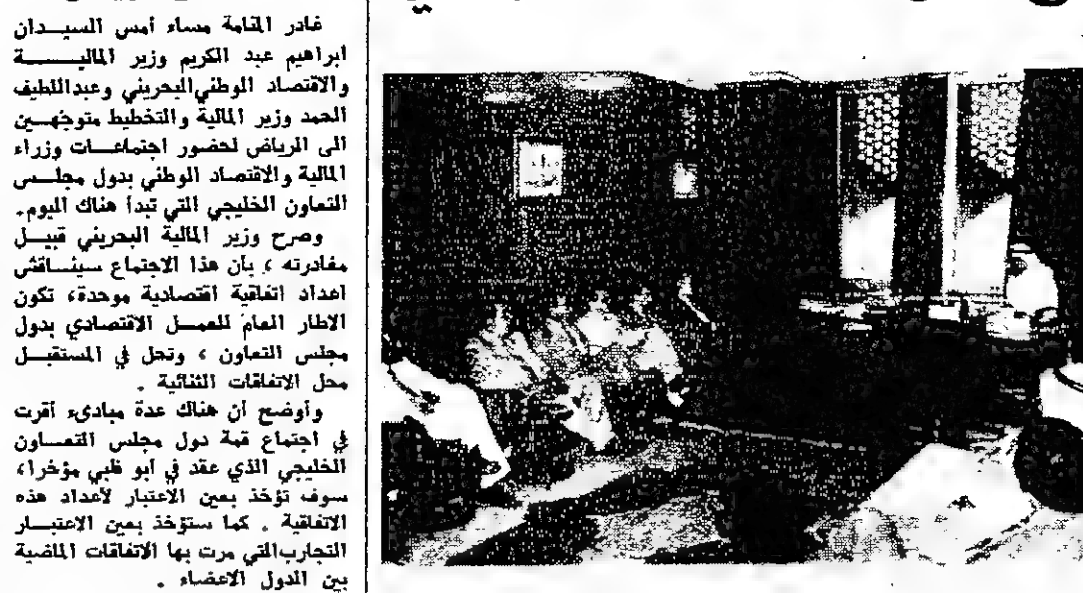 غادر المنامة مساء أمس السيدان
ابراهيم عبد الكريم وزير المالية
والاقتصاد الوطني البحريني وعبداللطيف
الحمد وزير المالية والتخطيط متوجهين
الى الرياض لحضور اجتماعات وزراء
المالية والاقتصاد الوطني بدول مجلس
التعاون الخليجي التي تبدأ هناك اليوم.
وصرح وزير المالية البحريني قبيل
مغادرته ، بأن هذا الاجتماع سيناقش
اعداد اتفاقية اقتصادية موحدة، تكون
الاطار العام للعمل الاقتصادي بدول
مجلس التعاون ، وتحل في المستقبل
محل الاتفاقات الثنائية .
وأوضح أن هناك عدة مبادىء أقرت
في اجتماع قمة دول مجلس التعاون
الخليجي الذي عقد في ابو ظبي مؤخرا،
سوف تؤخذ بعين الاعتبار لأعداد هذه
الاتفاقية . كما ستؤخذ بعين الاعتبار
التجارب التي مرت بها الاتفاقات الماضية
بين الدول الاعضاء .